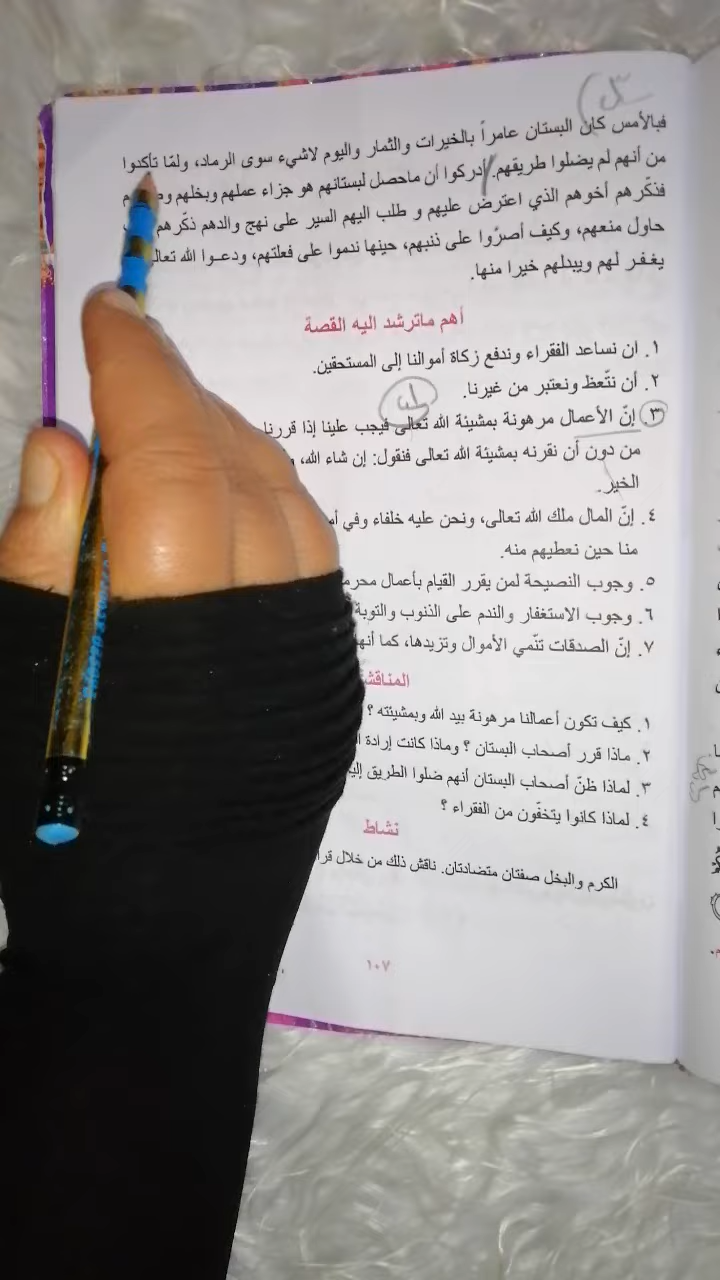 فبالأمس كان البستان عامراً بالخيرات والثمار واليوم لاشيء سوى الرماد، ولمّا تأكدوا
من أنهم لم يضلوا طريقهم. أدركوا أن ماحصل لبستانهم هو جزاء عملهم وبخلهم
فذكّرهم أخوهم الذي اعترض عليهم و طلب اليهم السير على نهج والدهم ذكّرهم
حاول منعهم، وكيف أصرّوا على ذنبهم، حينها ندموا على فعلتهم، ودعوا الله
يغفر لهم ويبدلهم خيرا منها.
أهم ماترشد اليه القصة
١. ان نساعد الفقراء وندفع زكاة أموالنا إلى المستحقين.
٢. أن نتّعظ ونعتبر من غيرنا.
٣. إنّ الأعمال مرهونة بمشيئة الله تعالى فيجب علينا إذا قررنا
من دون أن نقرنه بمشيئة الله تعالى فنقول: إن شاء الله،
الخير.
٤. إنّ المال ملك الله تعالى، ونحن عليه خلفاء وفي
منا حين نعطيهم منه.
٥. وجوب النصيحة لمن يقرر القيام بأعمال
٦. وجوب الاستغفار والندم على الذنوب والتوبة
٧. إنّ الصدقات تنّمي الأموال وتزيدها، كما
١. كيف تكون أعمالنا مرهونة بيد الله وبمشيئته ؟
٢. ماذا قرر أصحاب البستان ؟ وماذا كانت إرادة
٣. لماذا ظنّ أصحاب البستان أنهم ضلوا الطريق
٤. لماذا كانوا يتخفّون من الفقراء ؟
نشاط
الكرم والبخل صفتان متضادتان. ناقش ذلك من خلال
١٠٧